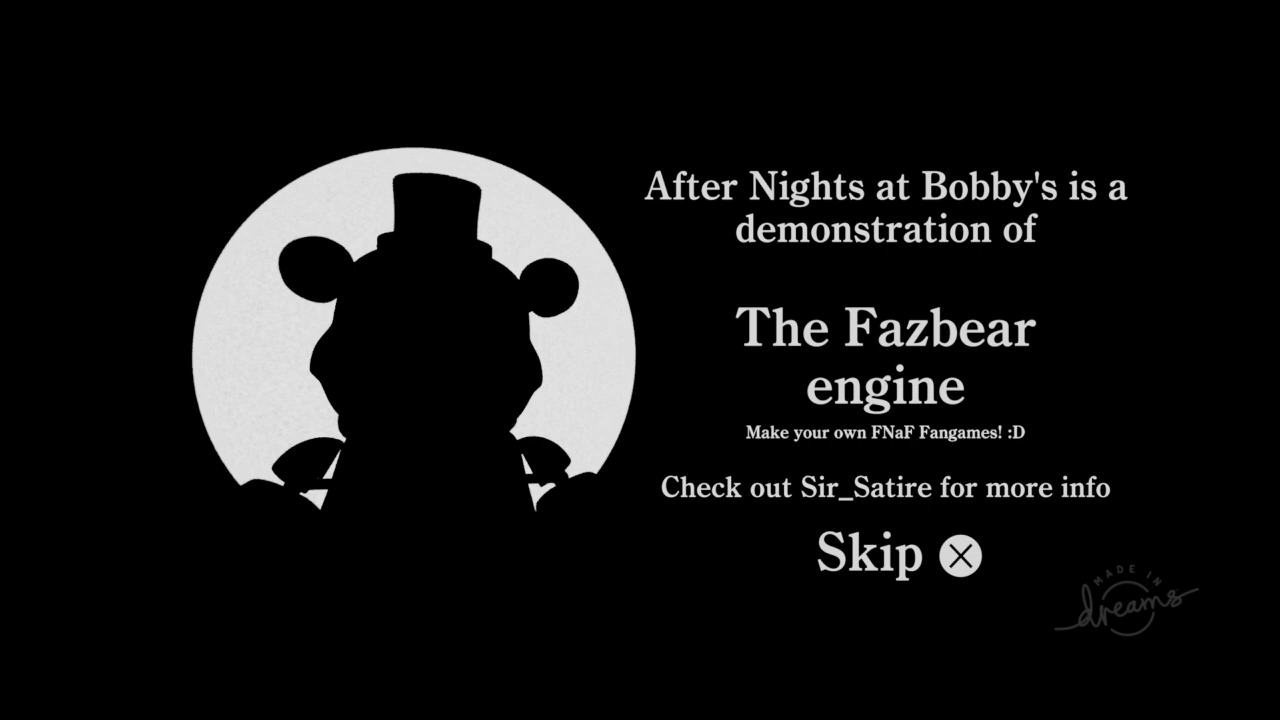 After Nights at Bobby's is a
demonstration of
The Fazbear
engine
Make your own FNaF Fangames! :D
Check out Sir_Satire for more info
Skip
MADE IN
dreams